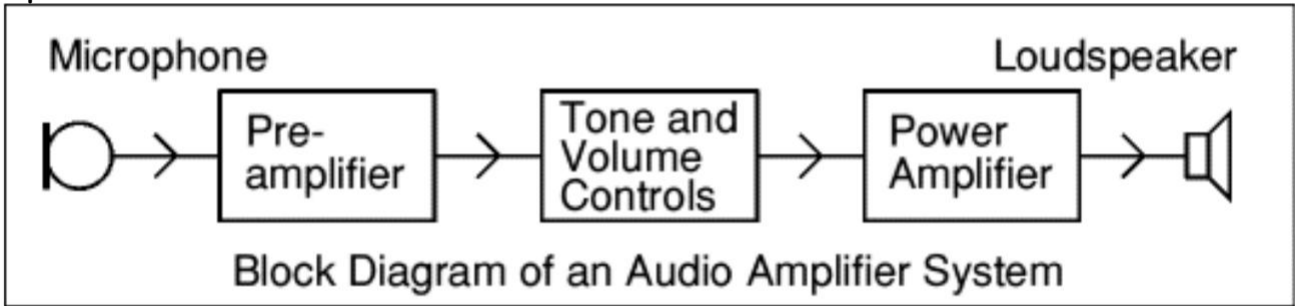 Microphone
Loudspeaker
Pre-
amplifier
Tone and
Volume
Controls
Power
Amplifier
Block Diagram of an Audio Amplifier System